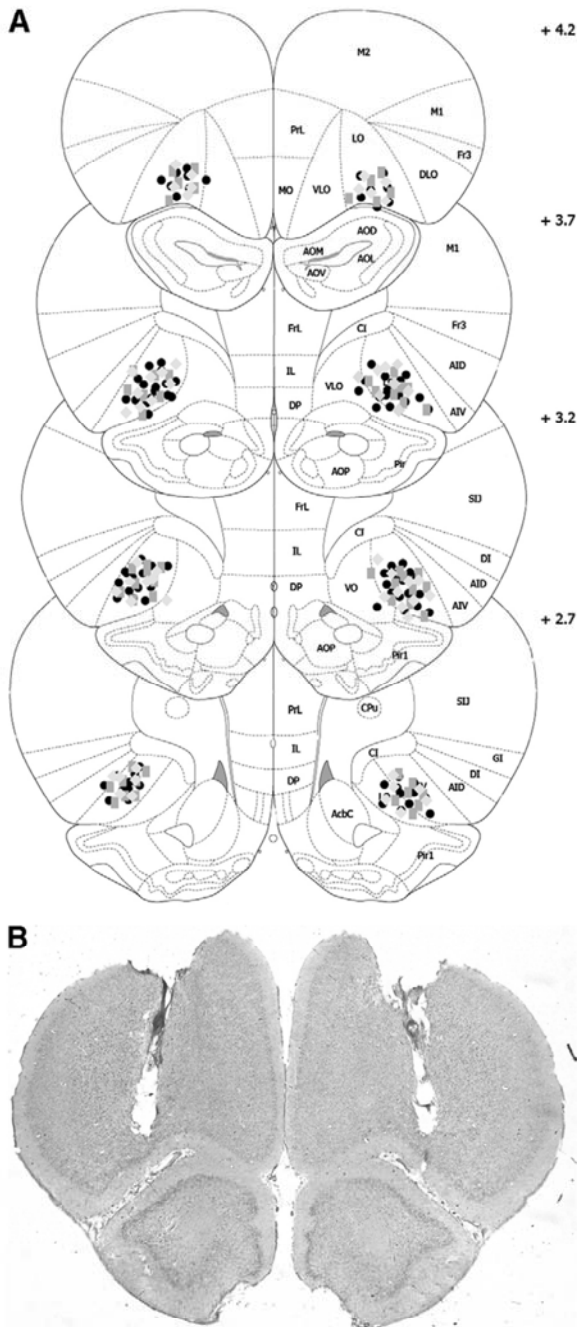 A
+ 4.2
M2
M1
PrL
LO
Fr3
DLO
MO
VLO
+ 3.7
AOD
AOM
AOL
AOV
M1
FrL
CI
Fr3
IL
AID
VLO
DP
AIV
+ 3.2
AOP
Pir
SIJ
FrL
CI
IL
DI
DP
VO
AID
AIV
+ 2.7
AOP
Pir1
PrL
CPu
SIJ
IL
CI
GI
DP
DI
AID
AcbC
Pir1
B